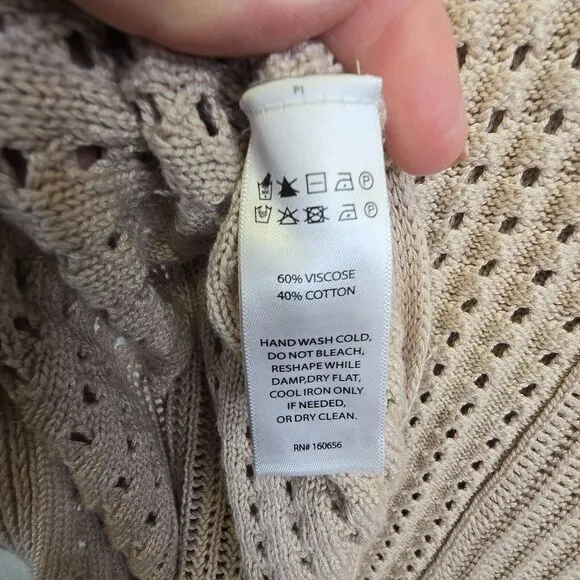 P1
60% VISCOSE
40% COTTON
HAND WASH COLD,
DO NOT BLEACH,
RESHAPE WHILE
DAMP,DRY FLAT,
COOL IRON ONLY
IF NEEDED,
OR DRY CLEAN.
RN# 160656